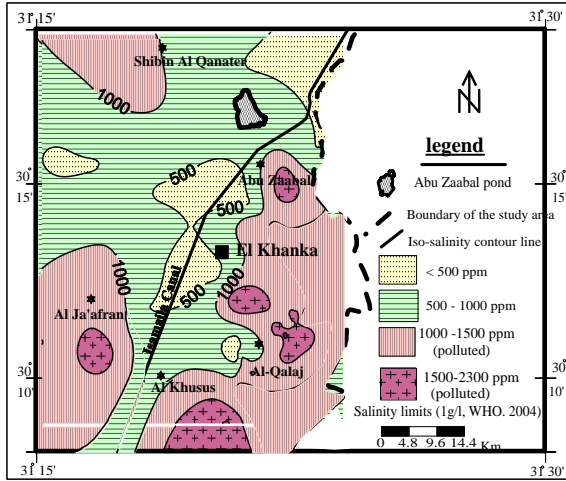 31° 15'
31° 30'
Shibin Al Qanater
1000
N
legend
500
Abu Zaabal
Abu Zaabal pond
30° 15'
30° 15'
500
Boundary of the study area
Iso-salinity contour line
El Khanka
< 500 ppm
1000
1000
500
Isamailia Canal
500 - 1000 ppm
Al Ja'afran
1000 -1500 ppm
(polluted)
Al-Qalaj
30° 10'
30° 10'
Al Khusus
1500-2300 ppm
(polluted)
Salinity limits (1g/l, WHO. 2004)
0 4.8 9.6 14.4
Km
31° 15'
31° 30'